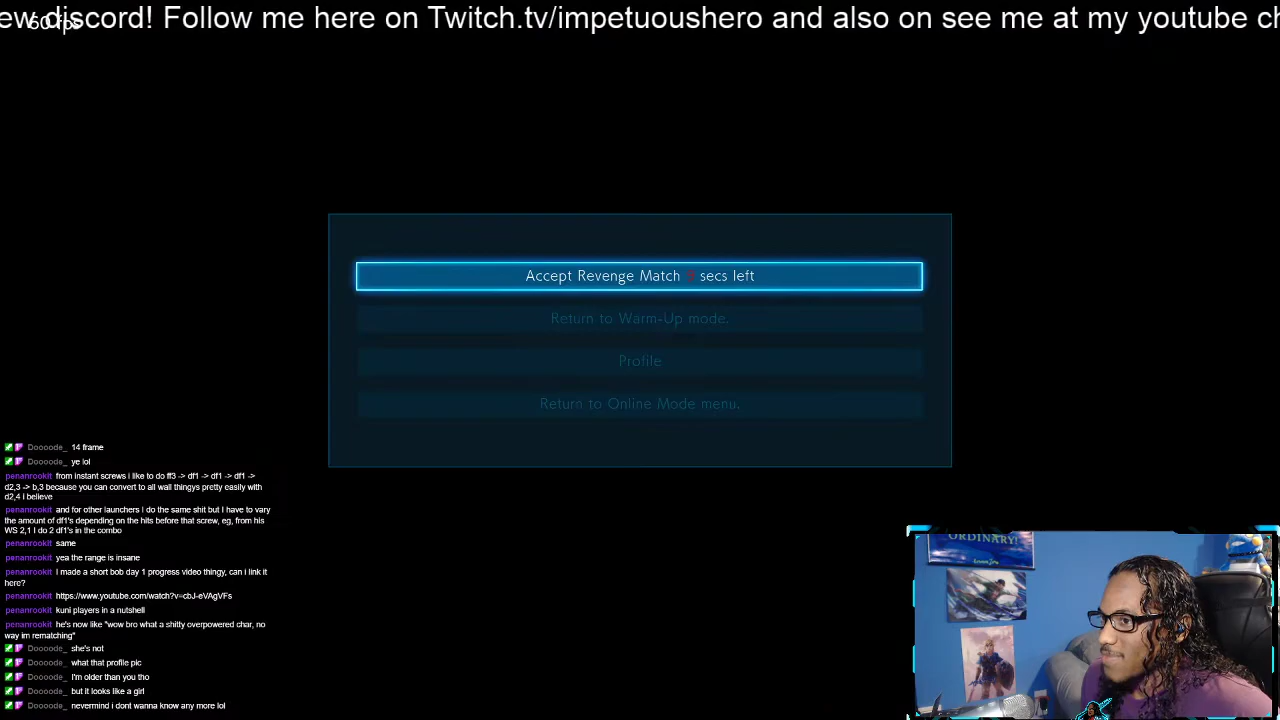 ew discord! Follow me here on Twitch.tv/impetuoushero and also on see me at my youtube ch
60 fps
Accept Revenge Match secs left
Return to Warm-Up mode.
Profile
Return to Online Mode menu.
Doooode_ 14 frame
Doooode_ ye lol
penanrookit from instant screws i like to do ff3 -> df1 -> df1 -> df1 ->
d2,3 -> b,3 because you can convert to all wall thingys pretty easily with
d2,4 i believe
penanrookit and for other launchers I do the same shit but I have to vary
the amount of df1's depending on the hits before that screw, eg, from his
WS 2,1 I do 2 df1's in the combo
penanrookit same
penanrookit yea the range is insane
penanrookit I made a short bob day 1 progress video thingy, can i link it
here?
penanrookit https://www.youtube.com/watch?v=cbJ-eVAgVFs
penanrookit kuni players in a nutshell
penanrookit he's now like "wow bro what a shitty overpowered char, no
way im rematching"
Doooode_ she's not
Doooode_ what that profile pic
Doooode_ I'm older than you tho
Doooode_ but it looks like a girl
Doooode_ nevermind i dont wanna know any more lol
ORDINARY!